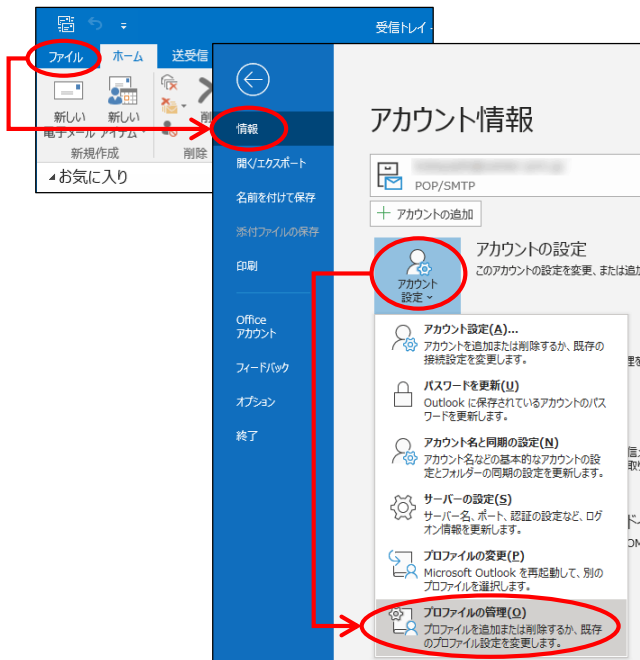 受信トレイ -
ファイル
ホーム
送受信
新しい
電子メール
新しい
アイテム
削
新規作成
削除
お気に入り
情報
開く/エクスポート
名前を付けて保存
添付ファイルの保存
印刷
Office
アカウント
フィードバック
オプション
終了
アカウント情報
POP/SMTP
アカウントの追加
アカウント
設定
アカウントの設定
このアカウントの設定を変更、または追加
アカウント設定(A)...
アカウントを追加または削除するか、既存の
接続設定を変更します。
パスワードを更新(U)
Outlook に保存されているアカウントのパス
ワードを更新します。
アカウント名と同期の設定(N)
アカウント名などの基本的なアカウントの設
定とフォルダーの同期の設定を更新します。
サーバーの設定(S)
サーバー名、ポート、認証の設定など、ログ
オン情報を更新します。
プロファイルの変更(P)
Microsoft Outlook を再起動して、別の
プロファイルを選択します。
プロファイルの管理(O)
プロファイルを追加または削除するか、既存
のプロファイル設定を変更します。